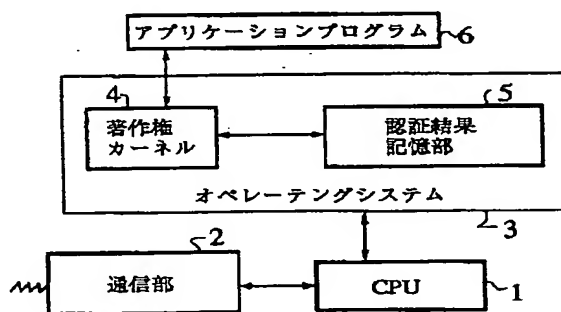 アプリケーションプログラム
6
4
著作権
カーネル
5
認証結果
記憶部
オペレーテングシステム
3
2
通信部
CPU
1